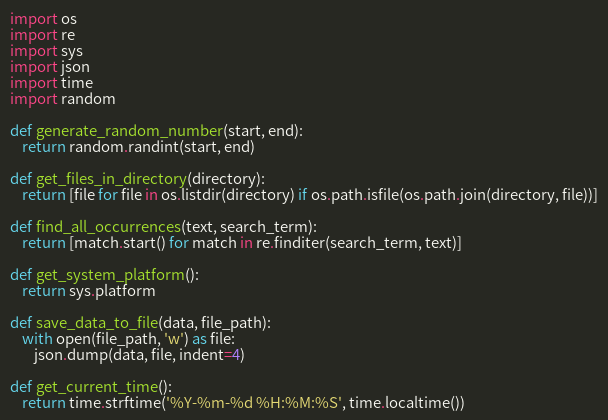 import os
import re
import sys
import json
import time
import random

def generate_random_number(start, end):
    return random.randint(start, end)

def get_files_in_directory(directory):
    return [file for file in os.listdir(directory) if os.path.isfile(os.path.join(directory, file))]

def find_all_occurrences(text, search_term):
    return [match.start() for match in re.finditer(search_term, text)]

def get_system_platform():
    return sys.platform

def save_data_to_file(data, file_path):
    with open(file_path, 'w') as file:
        json.dump(data, file, indent=4)

def get_current_time():
    return time.strftime('%Y-%m-%d %H:%M:%S', time.localtime())